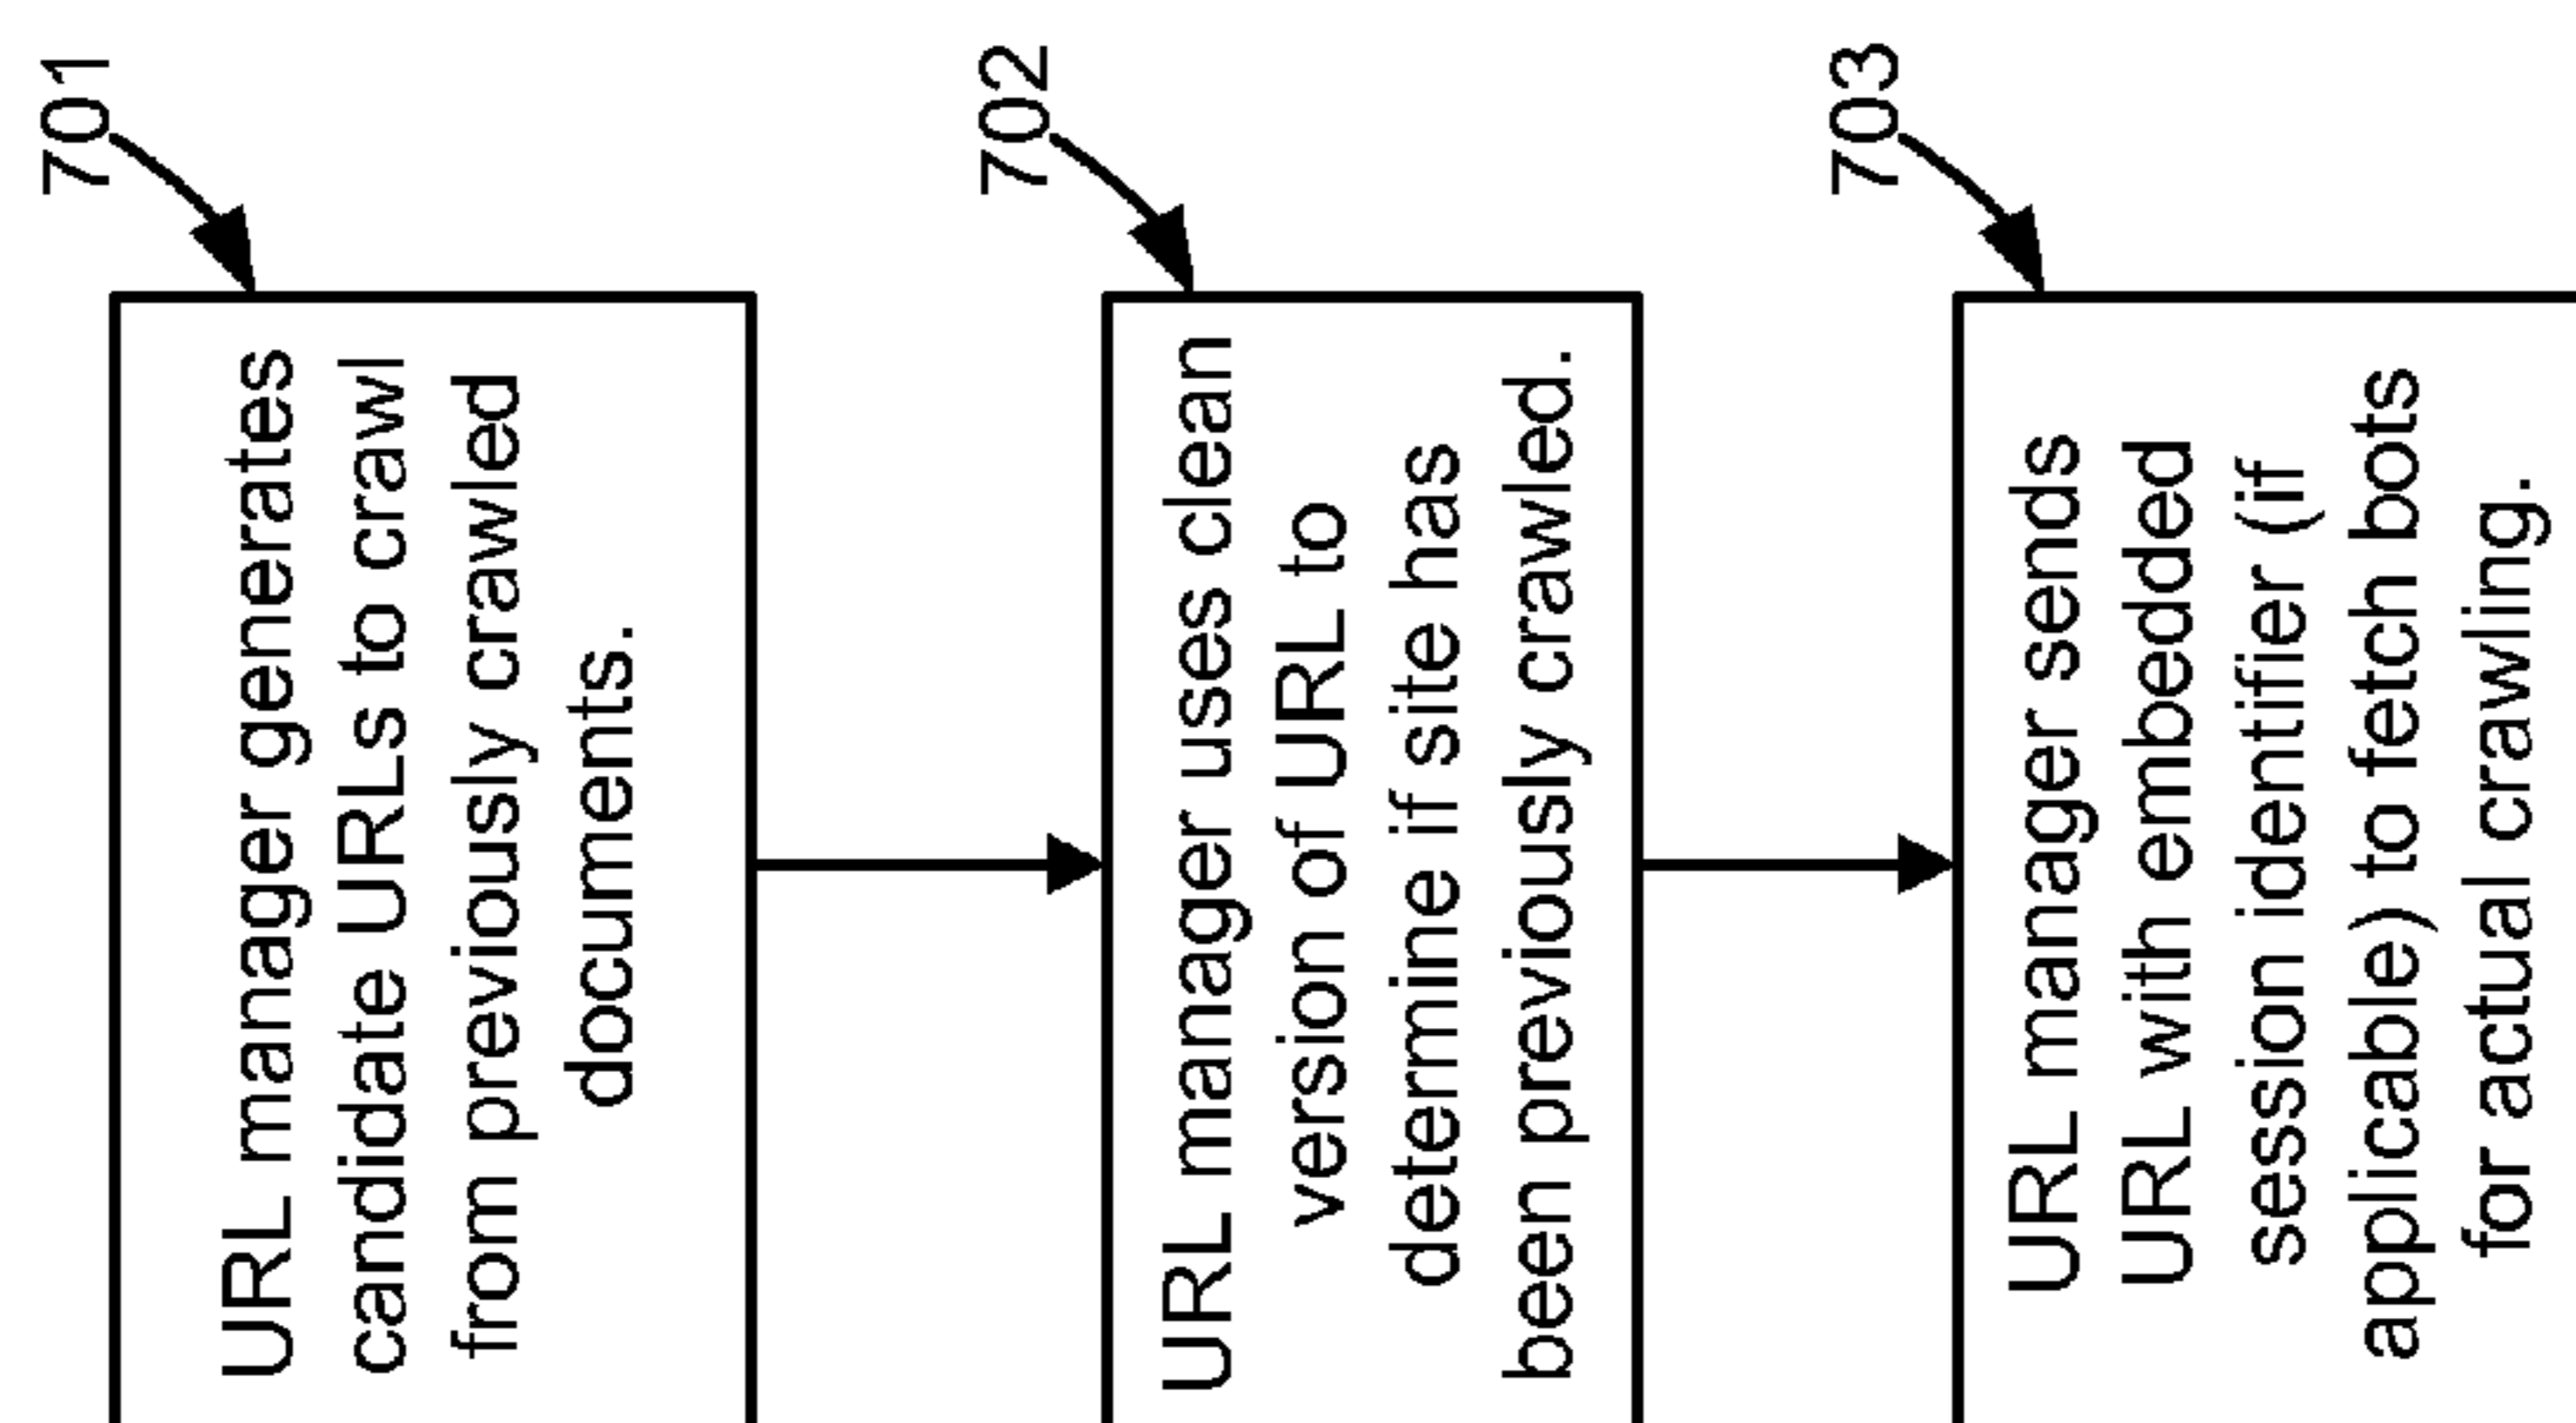 701
URL manager generates
candidate URLs to crawl
from previously crawled
documents.
702
URL manager uses clean
version of URL to
determine if site has
been previously crawled.
703
URL manager sends
URL with embedded
session identifier (if
applicable) to fetch bots
for actual crawling.